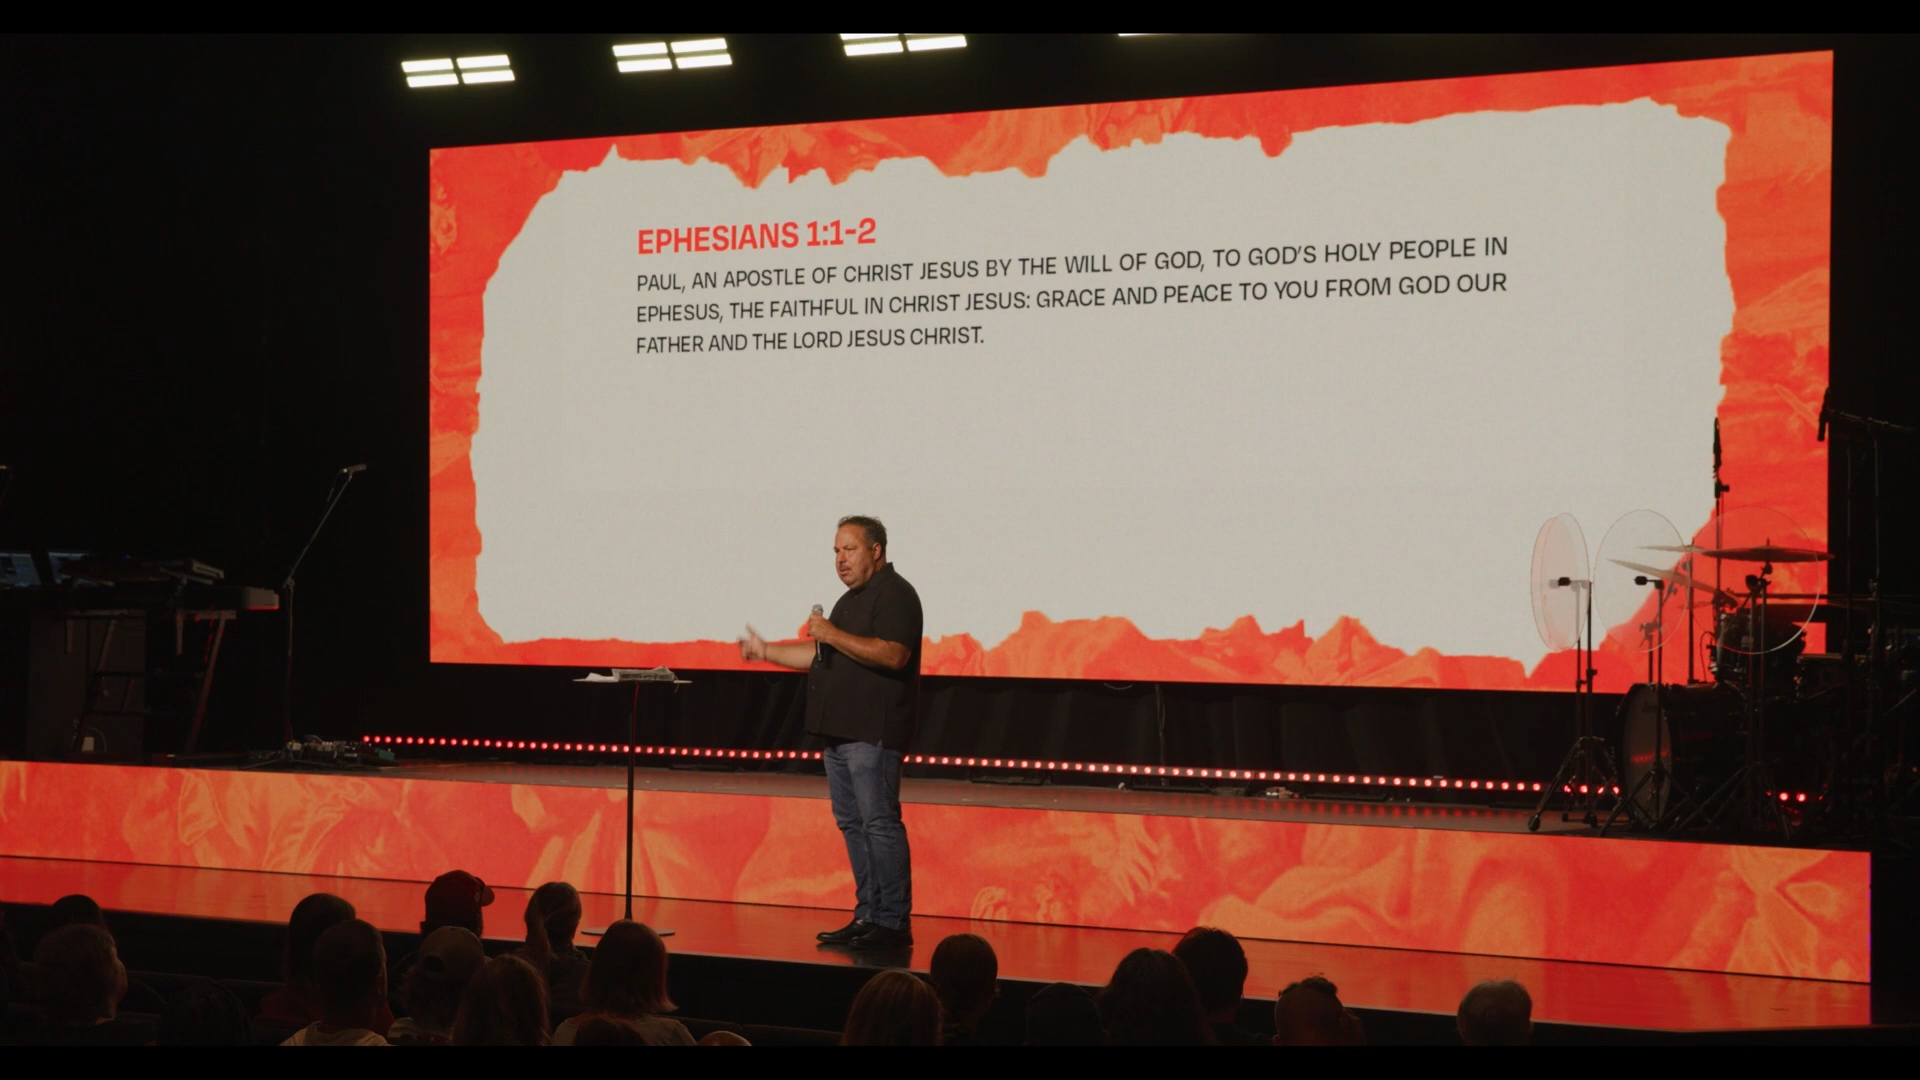 EPHESIANS 1:1-2
PAUL, AN APOSTLE OF CHRIST JESUS BY THE WILL OF GOD, TO GOD'S HOLY PEOPLE IN
EPHESUS, THE FAITHFUL IN CHRIST JESUS: GRACE AND PEACE TO YOU FROM GOD OUR
FATHER AND THE LORD JESUS CHRIST.